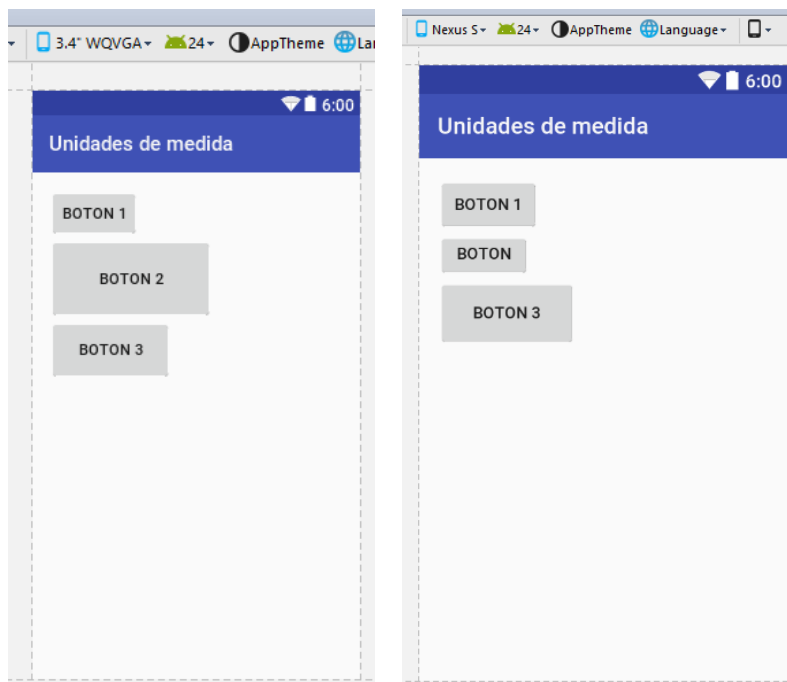 3.4" WQVGA 24 AppTheme La
6:00
Unidades de medida
BOTON 1
BOTON 2
BOTON 3
Nexus S 24 AppTheme Language
6:00
Unidades de medida
BOTON 1
BOTON
BOTON 3